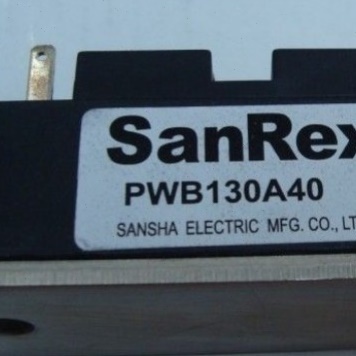 SanRex
PWB130A40
SANSHA ELECTRIC MFG. CO., LT